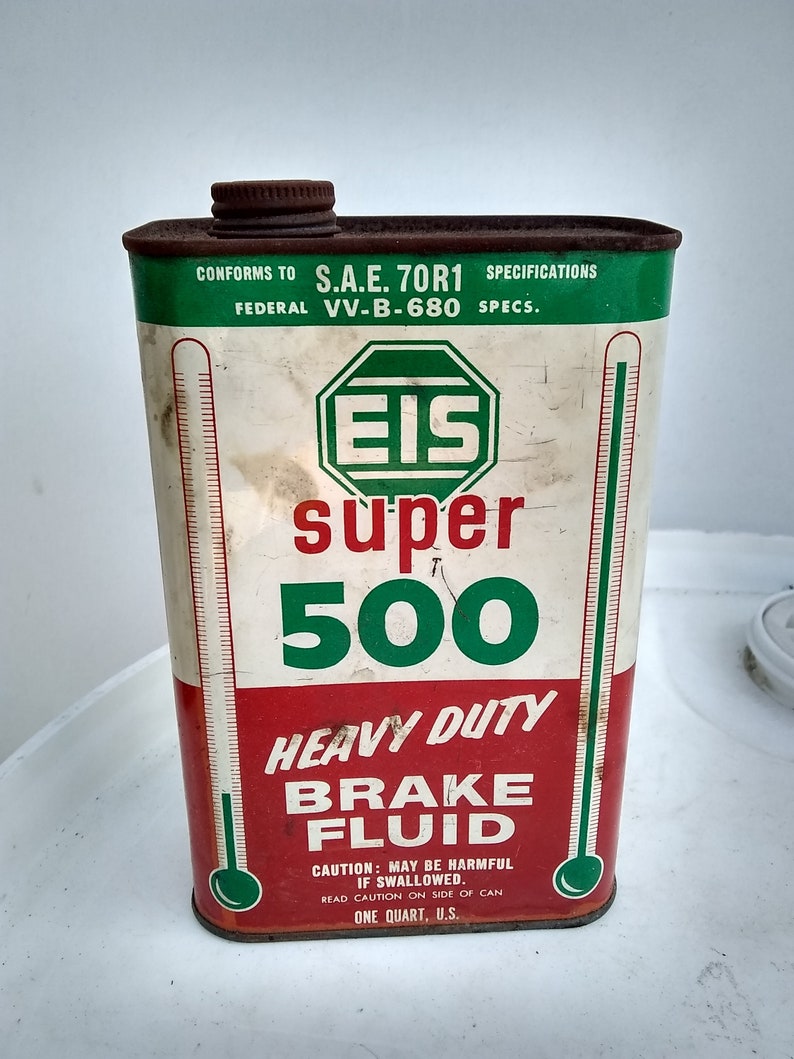 CONFORMS TO S.A.E. 70R1 SPECIFICATIONS
FEDERAL VV-B-680 SPECS.
EIS
super
500
HEAVY DUTY
BRAKE
FLUID
CAUTION: MAY BE HARMFUL
IF SWALLOWED.
READ CAUTION ON SIDE OF CAN
ONE QUART, U.S.